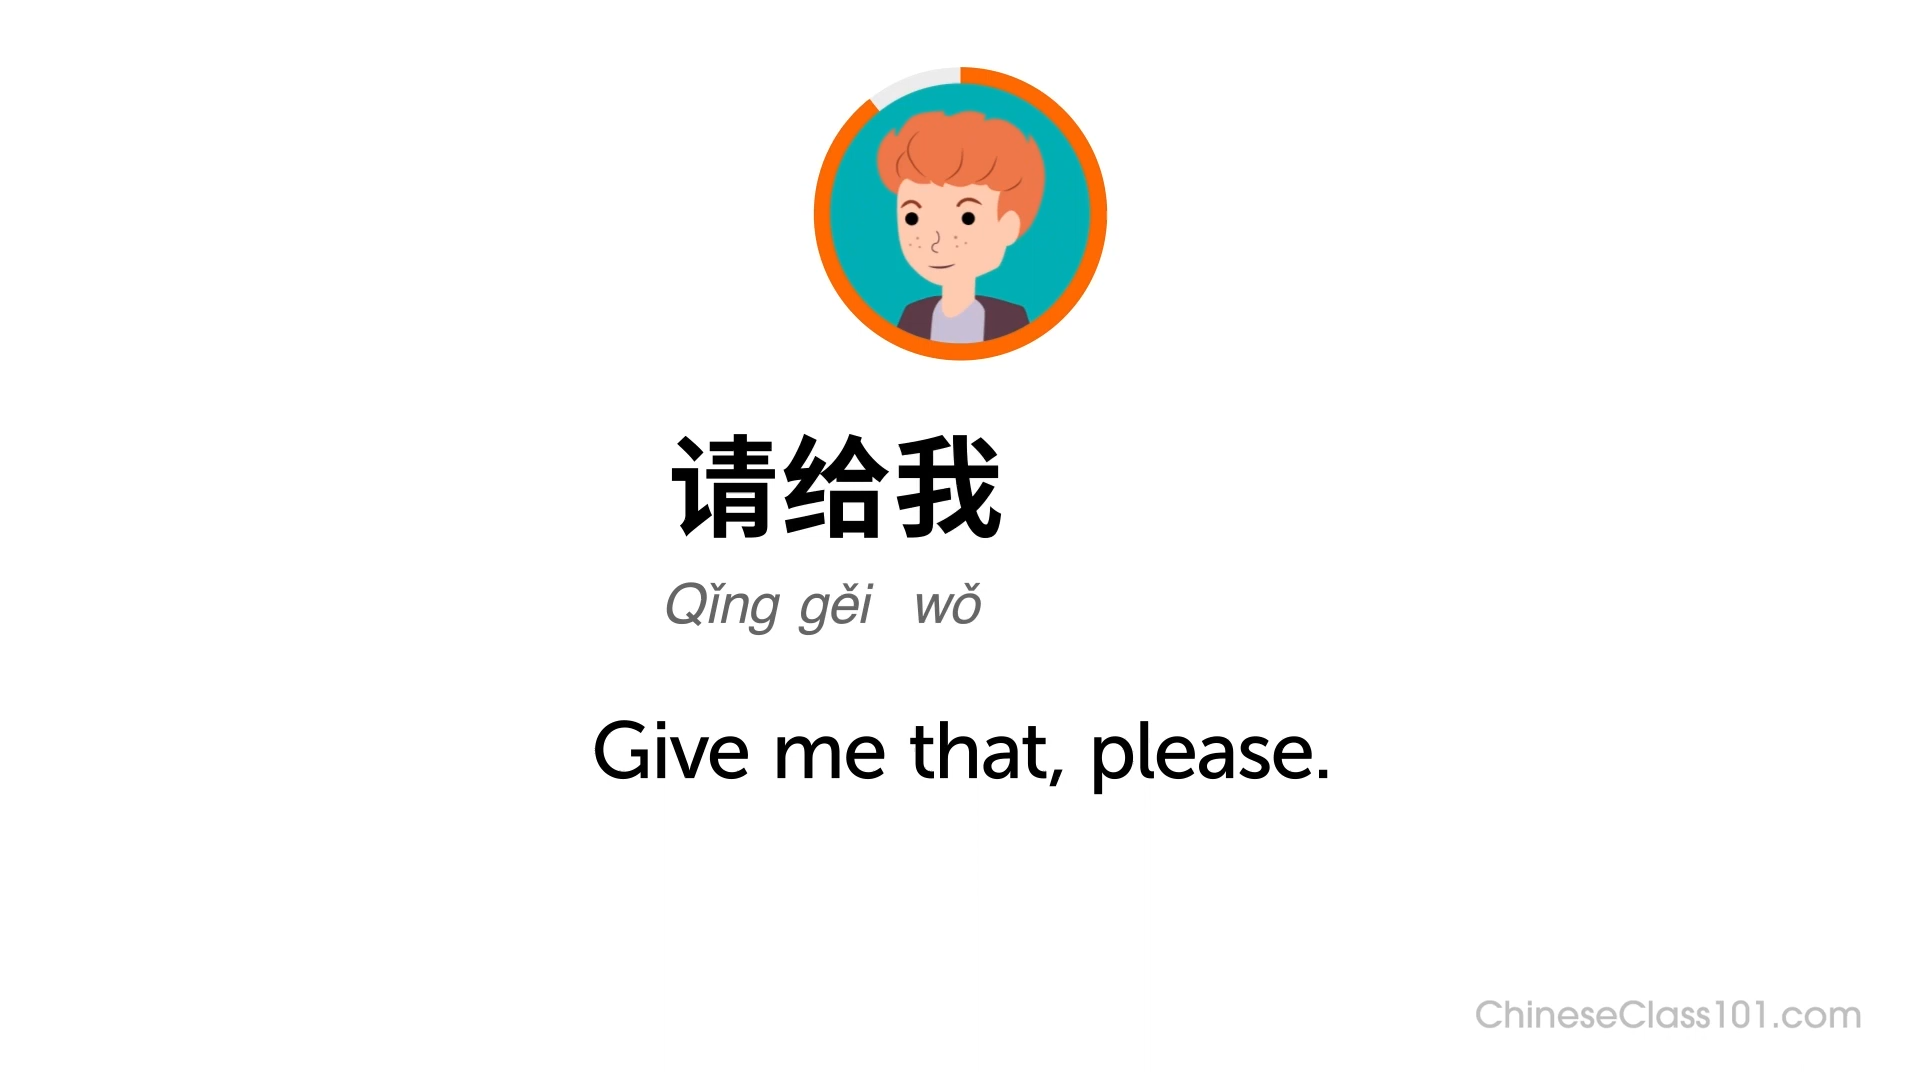 请给我
Qǐng gěi wǒ
Give me that, please.
ChineseClass101.com